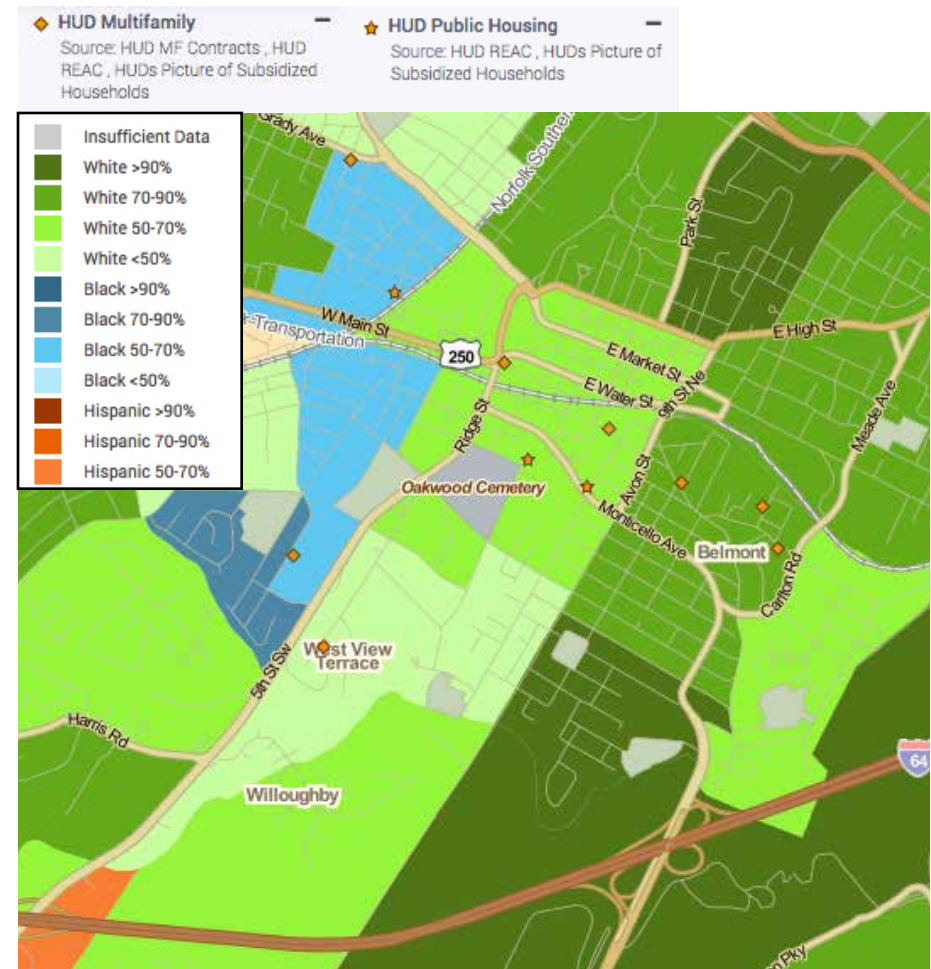 HUD Multifamily
Source: HUD MF Contracts , HUD
REAC , HUDs Picture of Subsidized
Households
HUD Public Housing
Source: HUD REAC , HUDs Picture of
Subsidized Households
Insufficient Data
White >90%
White 70-90%
White 50-70%
White <50%
Black >90%
Black 70-90%
Black 50-70%
Black <50%
Hispanic >90%
Hispanic 70-90%
Hispanic 50-70%
Grady Ave
Norfolk Souther
Park St
W Main St
-Transportation
250
E High St
E Market St
E Water St
9th St Ne
Meade Ave
Ridge St
Avon St
Oakwood Cemetery
Monticello Ave
Belmont
Carlton Rd
West View
Terrace
5th St Sw
Harris Rd
Willoughby
64
Pky